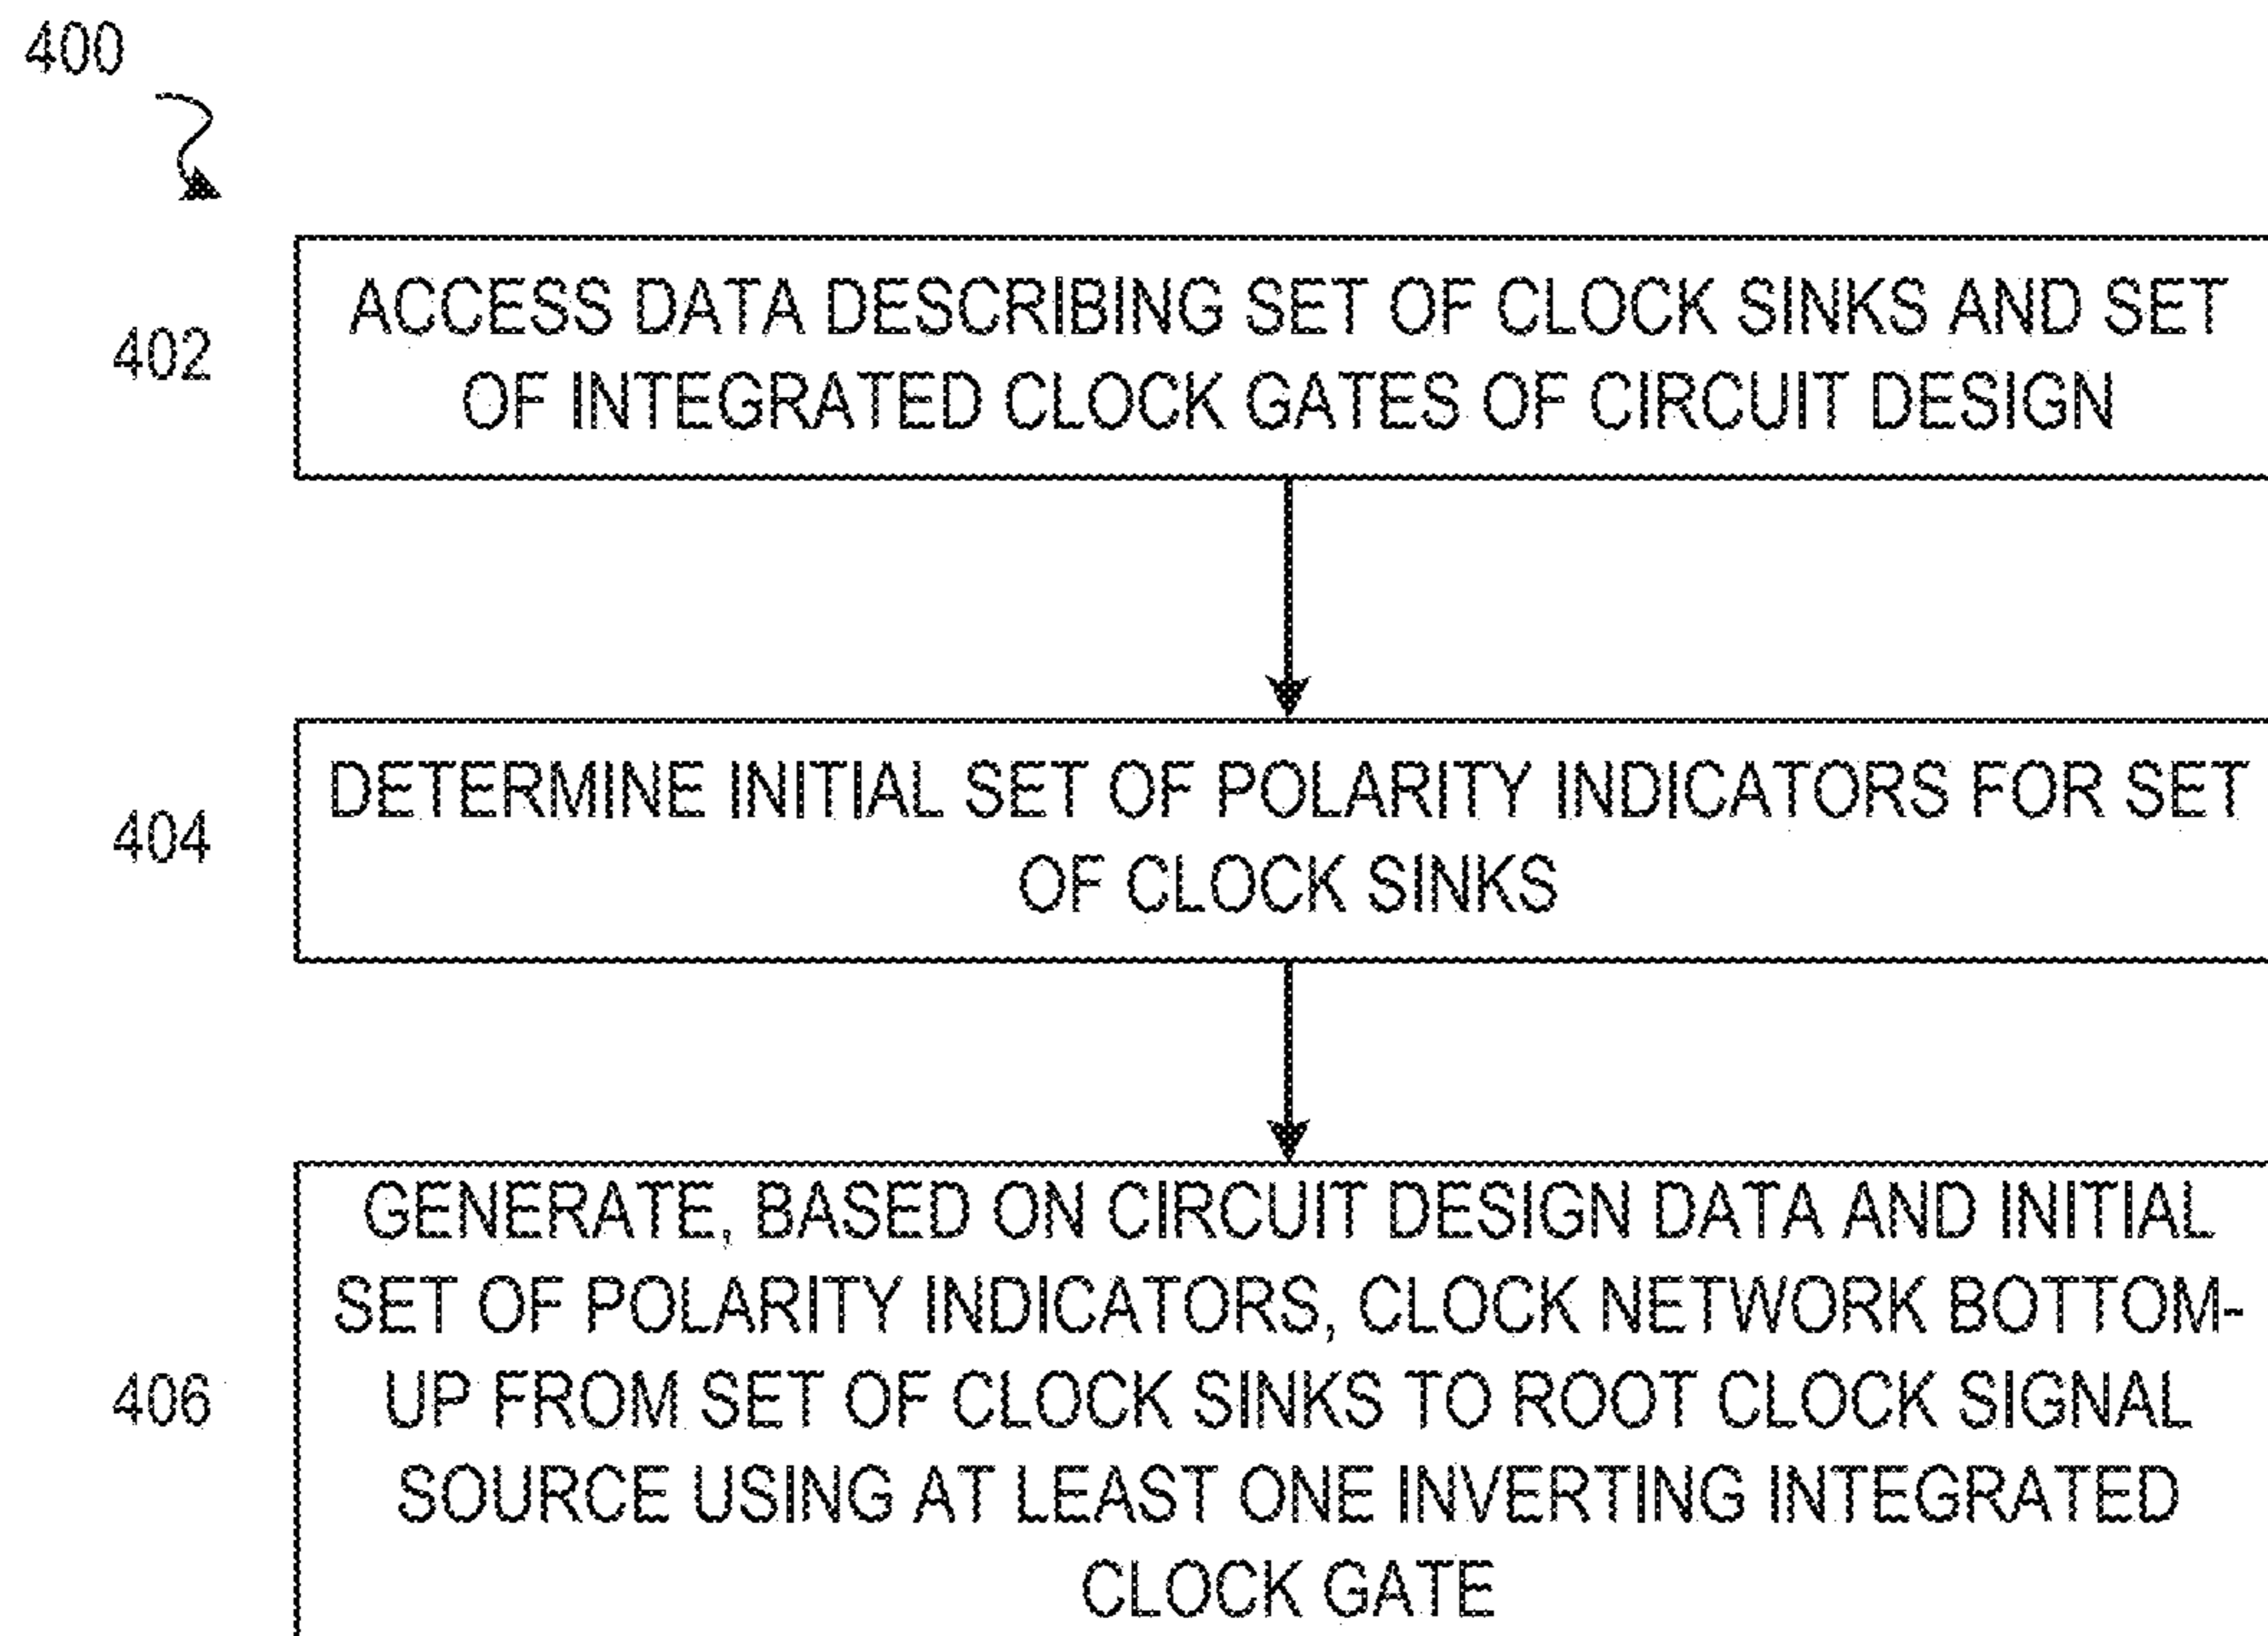 400
402
ACCESS DATA DESCRIBING SET OF CLOCK SINKS AND SET
OF INTEGRATED CLOCK GATES OF CIRCUIT DESIGN
404
DETERMINE INITIAL SET OF POLARITY INDICATORS FOR SET
OF CLOCK SINKS
406
GENERATE, BASED ON CIRCUIT DESIGN DATA AND INITIAL
SET OF POLARITY INDICATORS, CLOCK NETWORK BOTTOM-
UP FROM SET OF CLOCK SINKS TO ROOT CLOCK SIGNAL
SOURCE USING AT LEAST ONE INVERTING INTEGRATED
CLOCK GATE